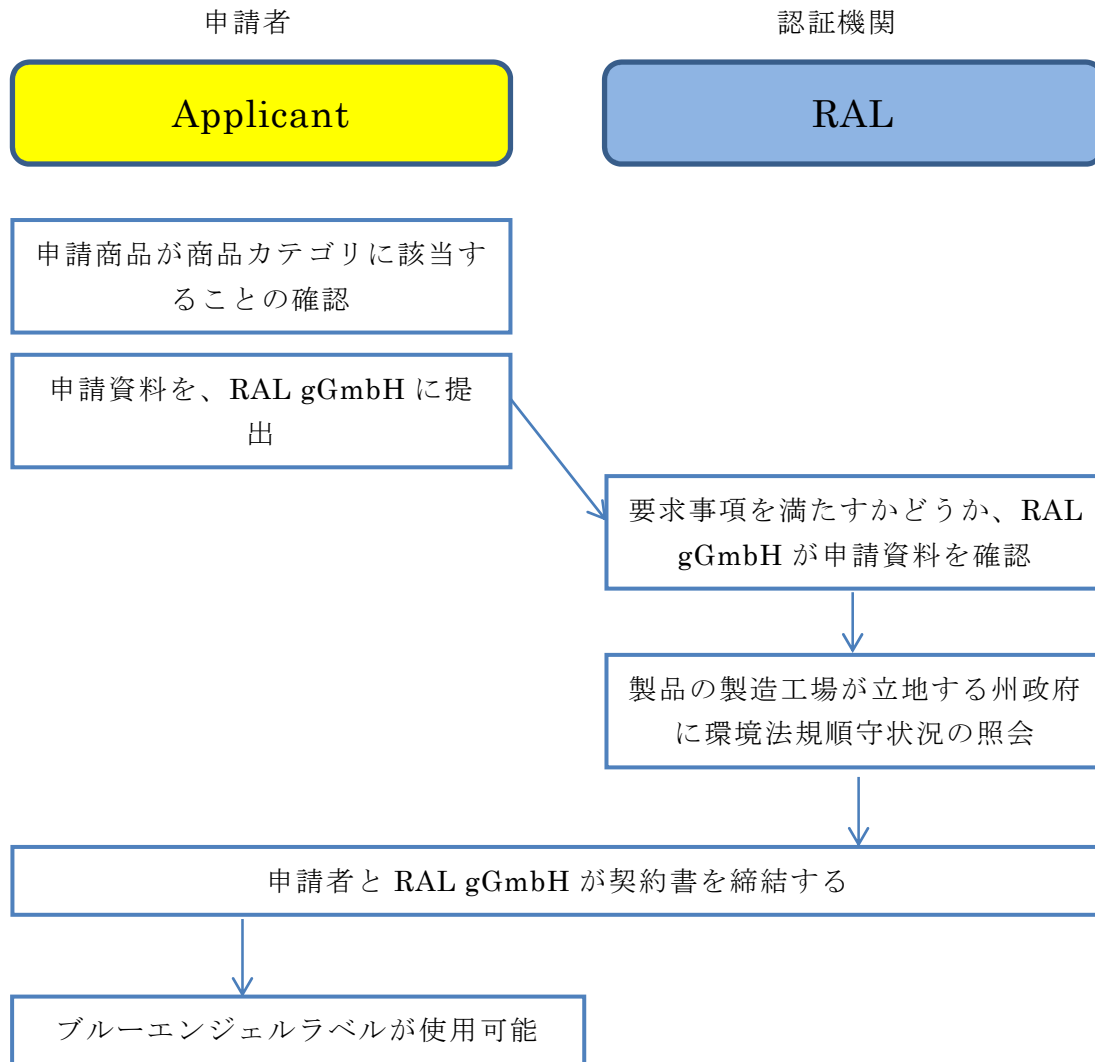 申請者
認証機関
Applicant
RAL
申請商品が商品カテゴリに該当す
ることの確認
申請資料を、RAL gGmbH に提
出
要求事項を満たすかどうか、RAL
gGmbH が申請資料を確認
製品の製造工場が立地する州政府
に環境法規順守状況の照会
申請者と RAL gGmbH が契約書を締結する
ブルーエンジェルラベルが使用可能